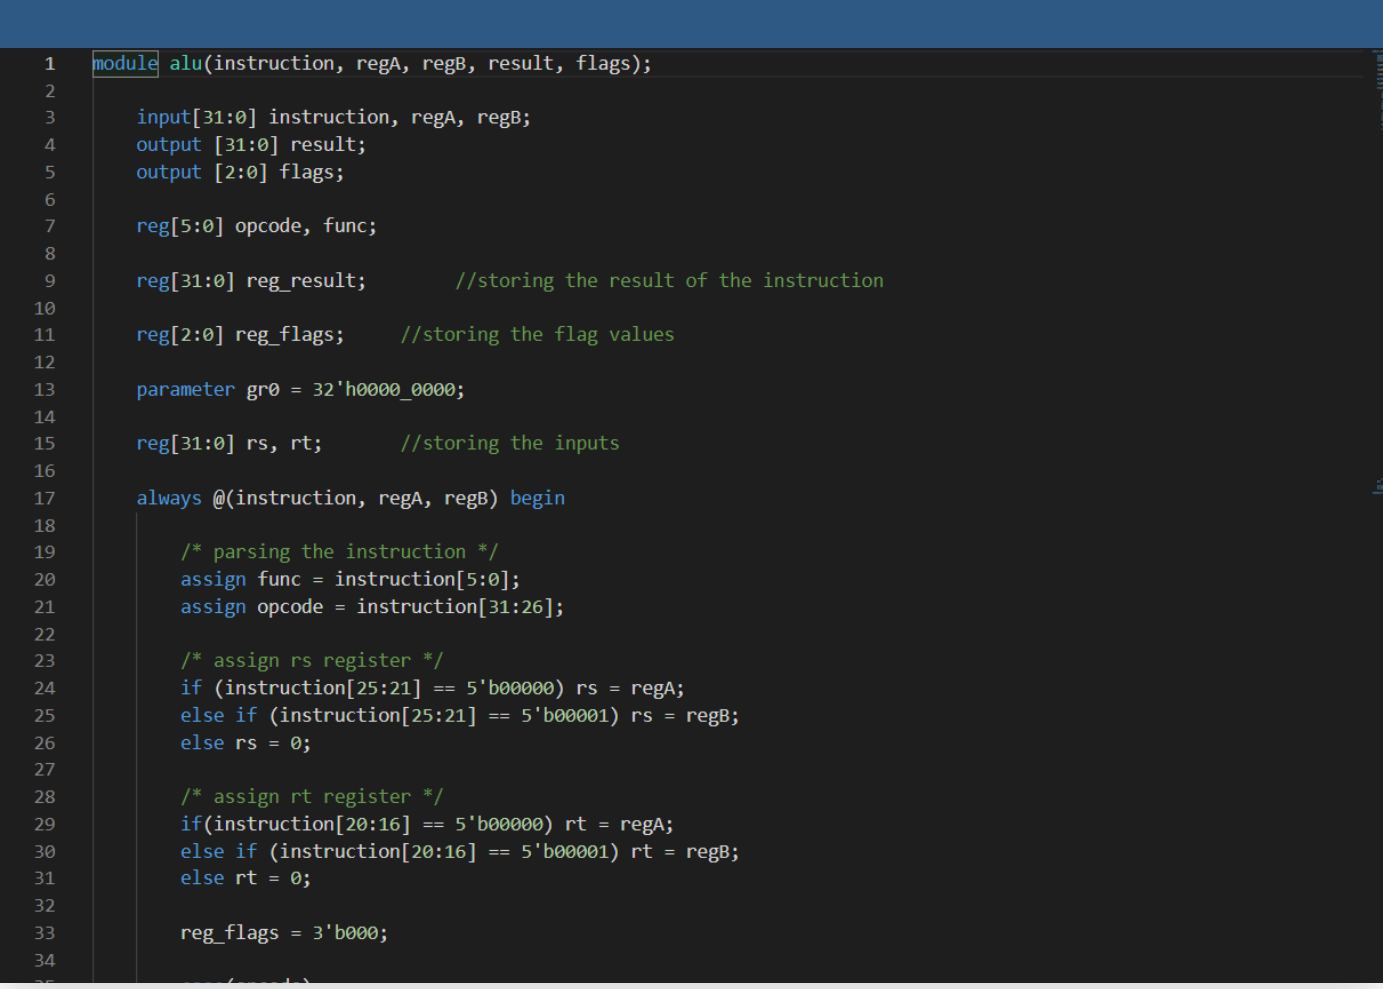 1 module alu(instruction, regA, regB, result, flags);
2
3 input[31:0] instruction, regA, regB;
4 output [31:0] result;
5 output [2:0] flags;
6
7 reg[5:0] opcode, func;
8
9 reg[31:0] reg_result; //storing the result of the instruction
10
11 reg[2:0] reg_flags; //storing the flag values
12
13 parameter gr0 = 32'h0000_0000;
14
15 reg[31:0] rs, rt; //storing the inputs
16
17 always @(instruction, regA, regB) begin
18
19 /* parsing the instruction */
20 assign func = instruction[5:0];
21 assign opcode = instruction[31:26];
22
23 /* assign rs register */
24 if (instruction[25:21] == 5'b00000) rs = regA;
25 else if (instruction[25:21] == 5'b00001) rs = regB;
26 else rs = 0;
27
28 /* assign rt register */
29 if(instruction[20:16] == 5'b00000) rt = regA;
30 else if (instruction[20:16] == 5'b00001) rt = regB;
31 else rt = 0;
32
33 reg_flags = 3'b000;
34